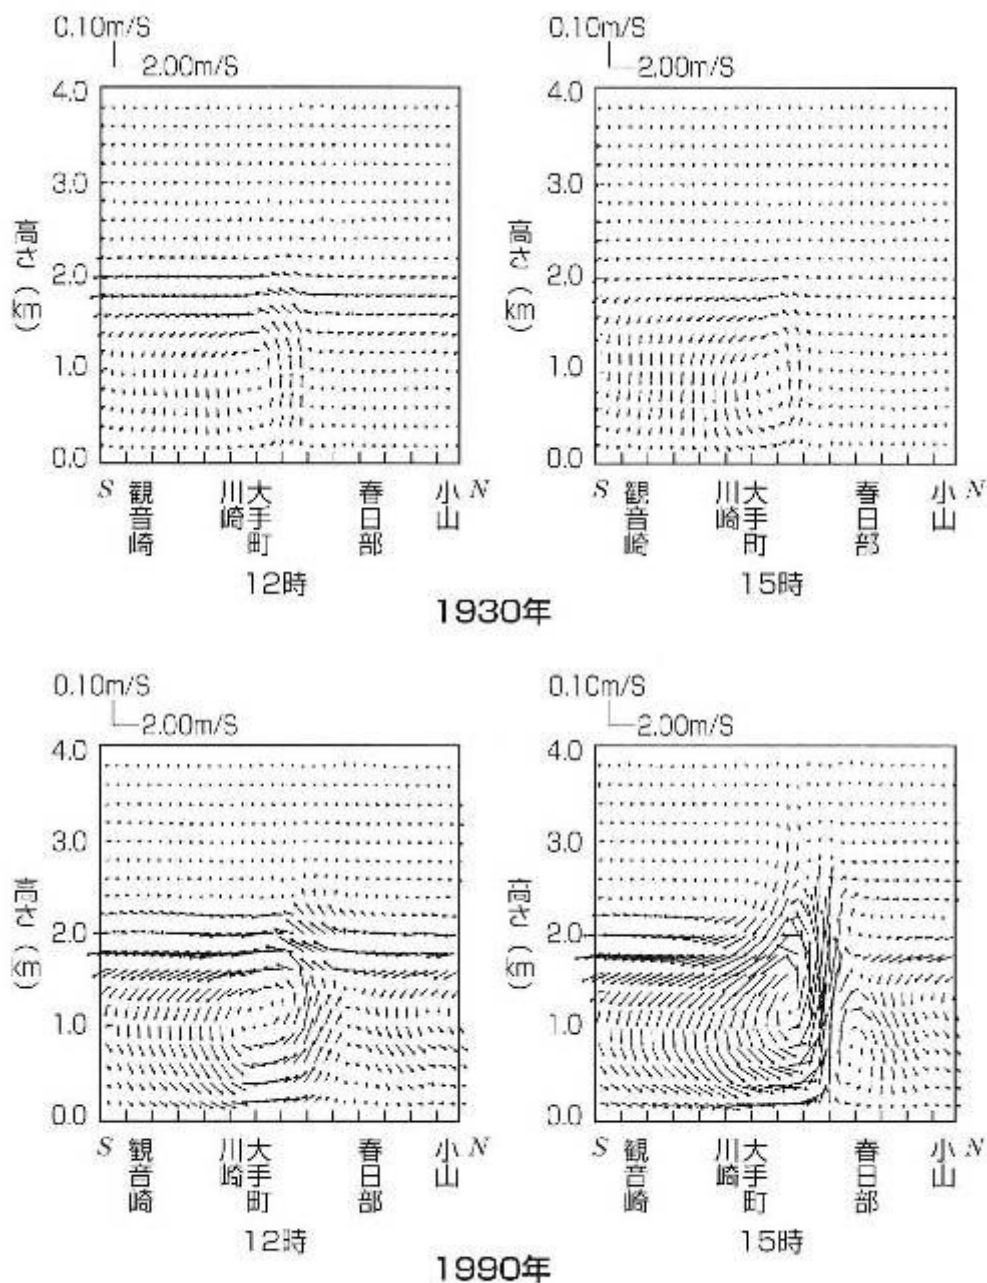 0.10m/S
2.00m/S
4.0
3.0
2.0
1.0
0.0
高さ(km)
S
観音崎
川崎
大手町
春日部
小山
N
12時
0.10m/S
2.00m/S
4.0
3.0
2.0
1.0
0.0
高さ(km)
S
観音崎
川崎
大手町
春日部
小山
N
15時
1930年
0.10m/S
2.00m/S
4.0
3.0
2.0
1.0
0.0
高さ(km)
S
観音崎
川崎
大手町
春日部
小山
N
12時
0.10m/S
2.00m/S
4.0
3.0
2.0
1.0
0.0
高さ(km)
S
観音崎
川崎
大手町
春日部
小山
N
15時
1990年